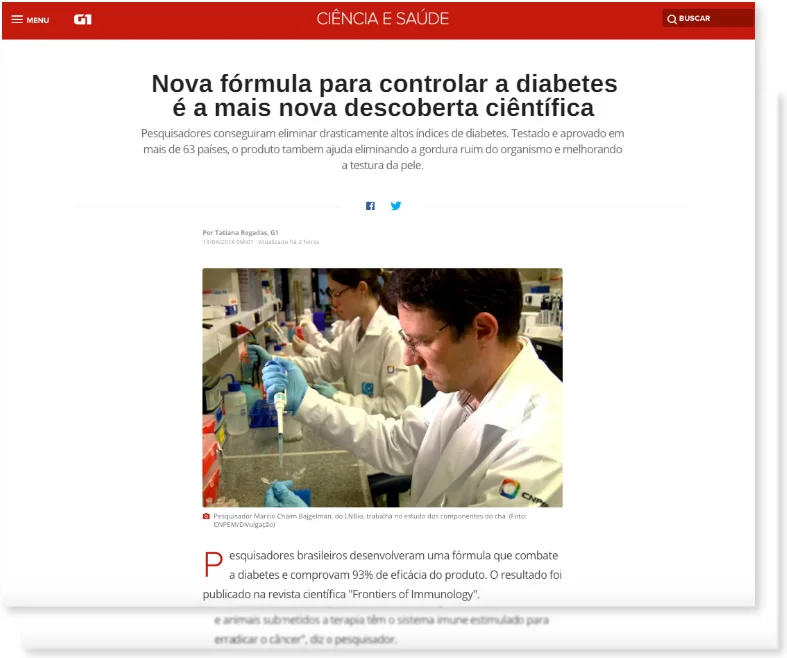 MENU
G1
CIÊNCIA E SAÚDE
BUSCAR
Nova fórmula para controlar a diabetes
é a mais nova descoberta ciêntífica
Pesquisadores conseguiram eliminar drasticamente altos índices de diabetes. Testado e aprovado em
mais de 63 países, o produto tambem ajuda eliminando a gordura ruim do organismo e melhorando
a testura da pele.
Por Tatiana Regadas, G1
13/04/2018 06h01 · Atualizado há 2 horas
CNPEM
Pesquisador Marcio Chaim Bajgelman, do LNBio, trabalha no estudo dos componentes do chá. (Foto:
CNPEM/Divulgação)
Pesquisadores brasileiros desenvolveram uma fórmula que combate
a diabetes e comprovam 93% de eficácia do produto. O resultado foi
publicado na revista científica "Frontiers of Immunology".
e animais submetidos a terapia têm o sistema imune estimulado para
erradicar o câncer", diz o pesquisador.